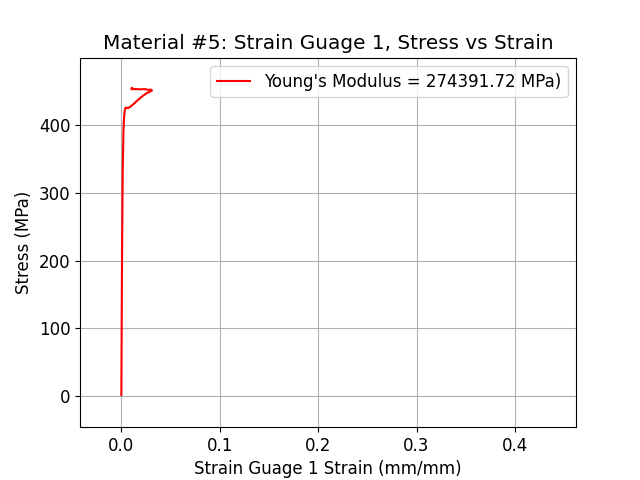 Material #5: Strain Guage 1, Stress vs Strain
Young's Modulus = 274391.72 MPa)
400
300
200
100
0
Stress (MPa)
0.0 0.1 0.2 0.3 0.4
Strain Guage 1 Strain (mm/mm)